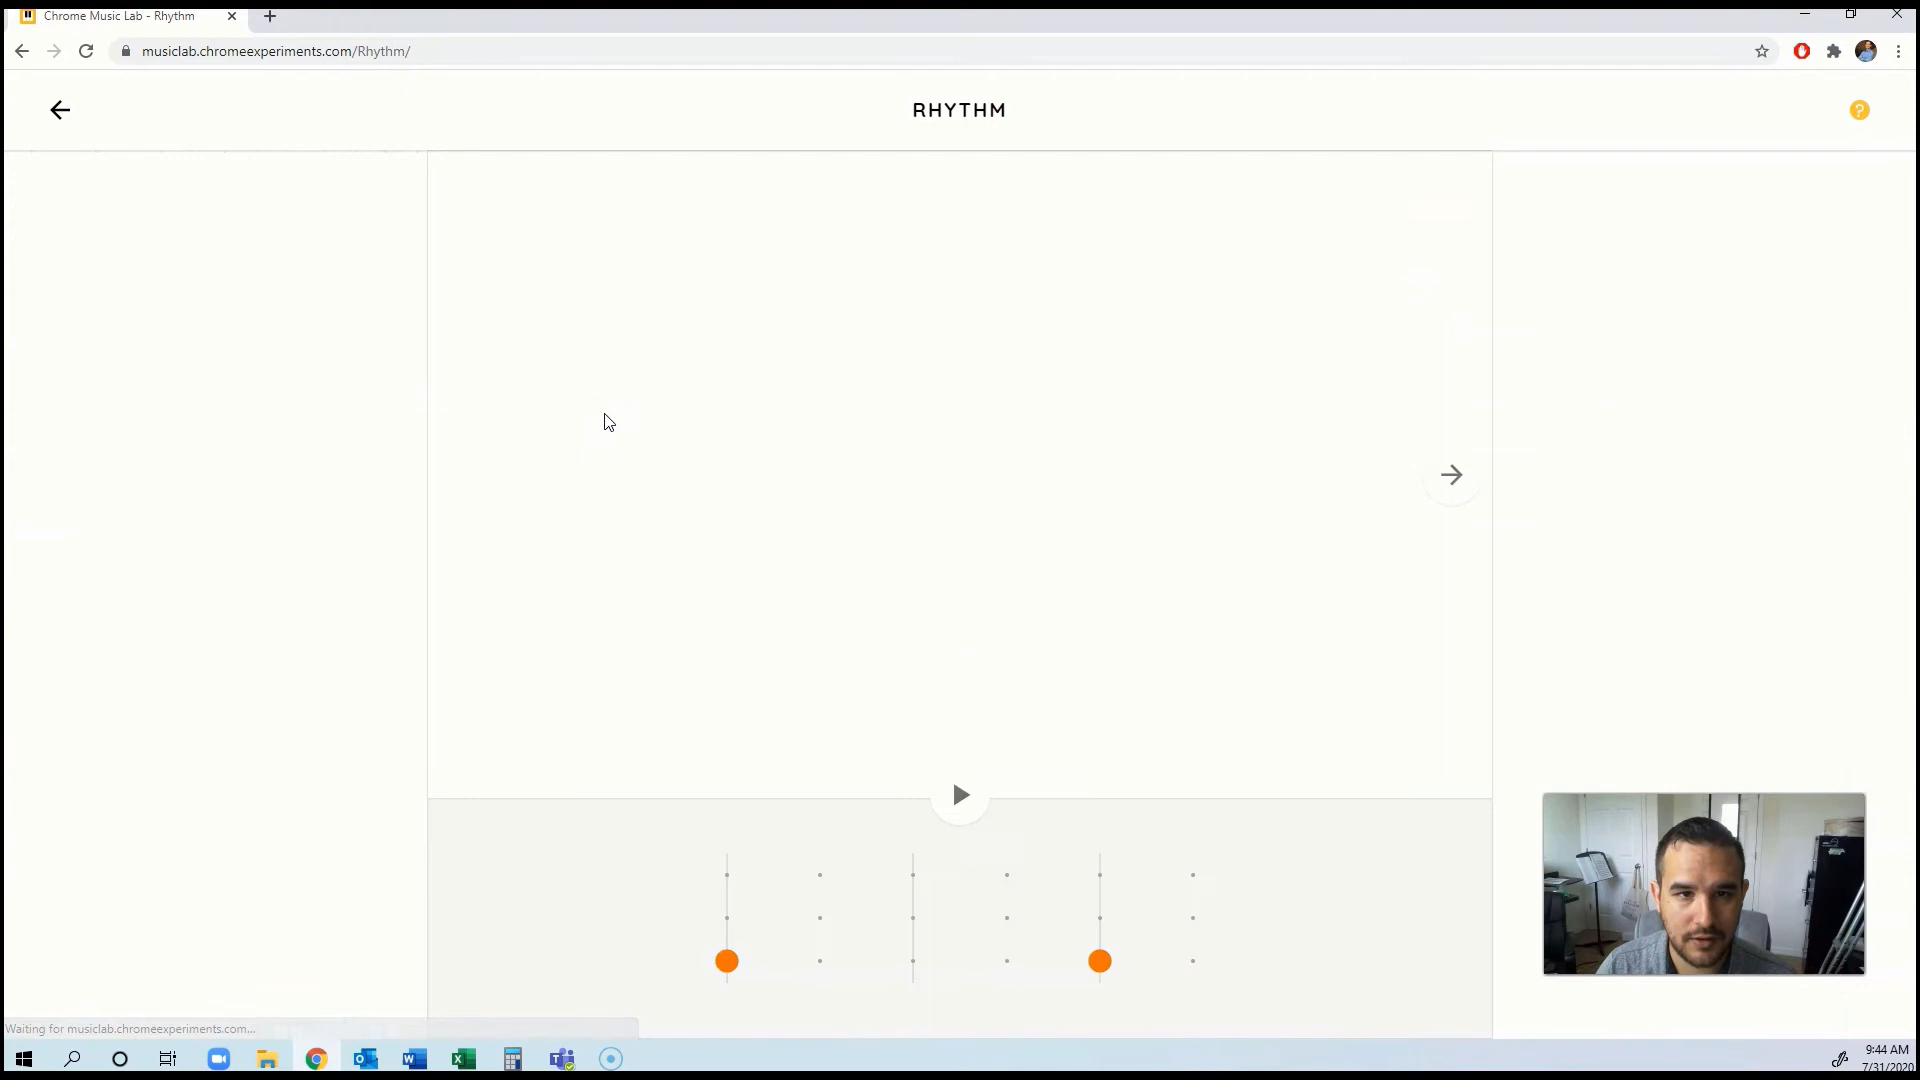 Chrome Music Lab - Rhythm
musiclab.chromeexperiments.com/Rhythm/
RHYTHM
?
Waiting for musiclab.chromeexperiments.com...
9:44 AM
7/31/2020